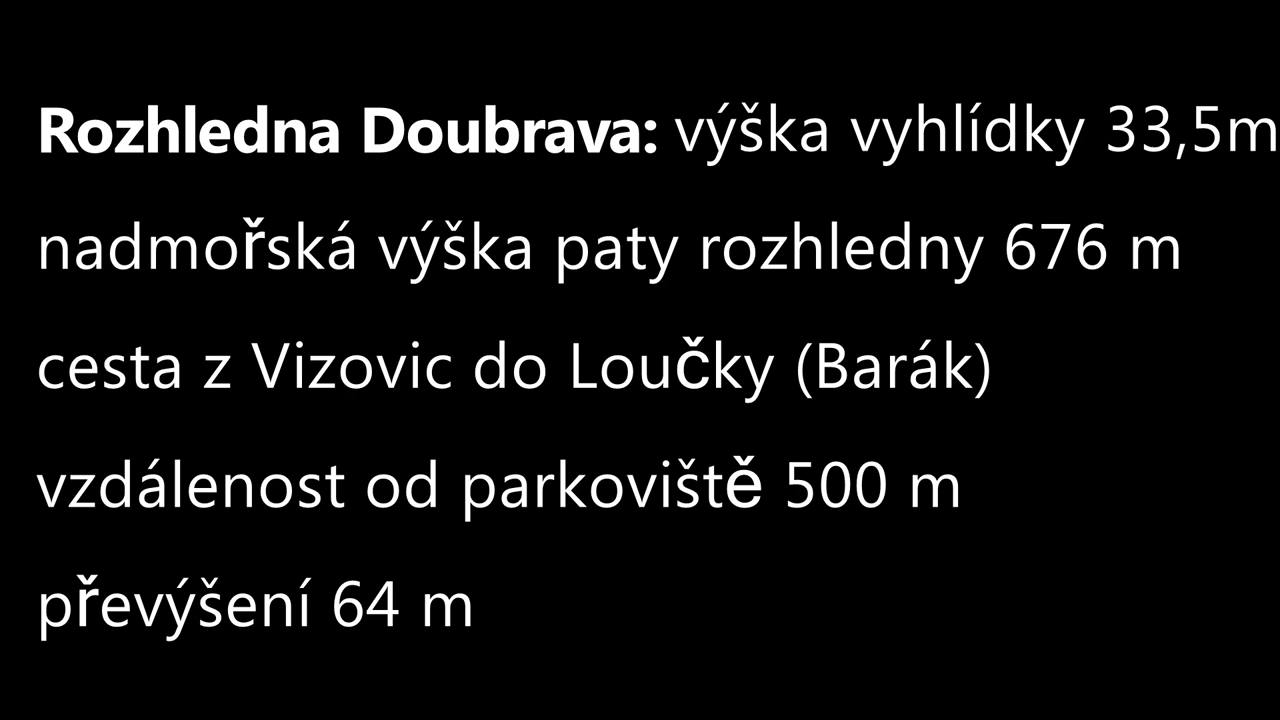 Rozhledna Doubrava: výška vyhlídky 33,5m
nadmořská výška paty rozhledny 676 m
cesta z Vizovic do Loučky (Barák)
vzdálenost od parkoviště 500 m
převýšení 64 m